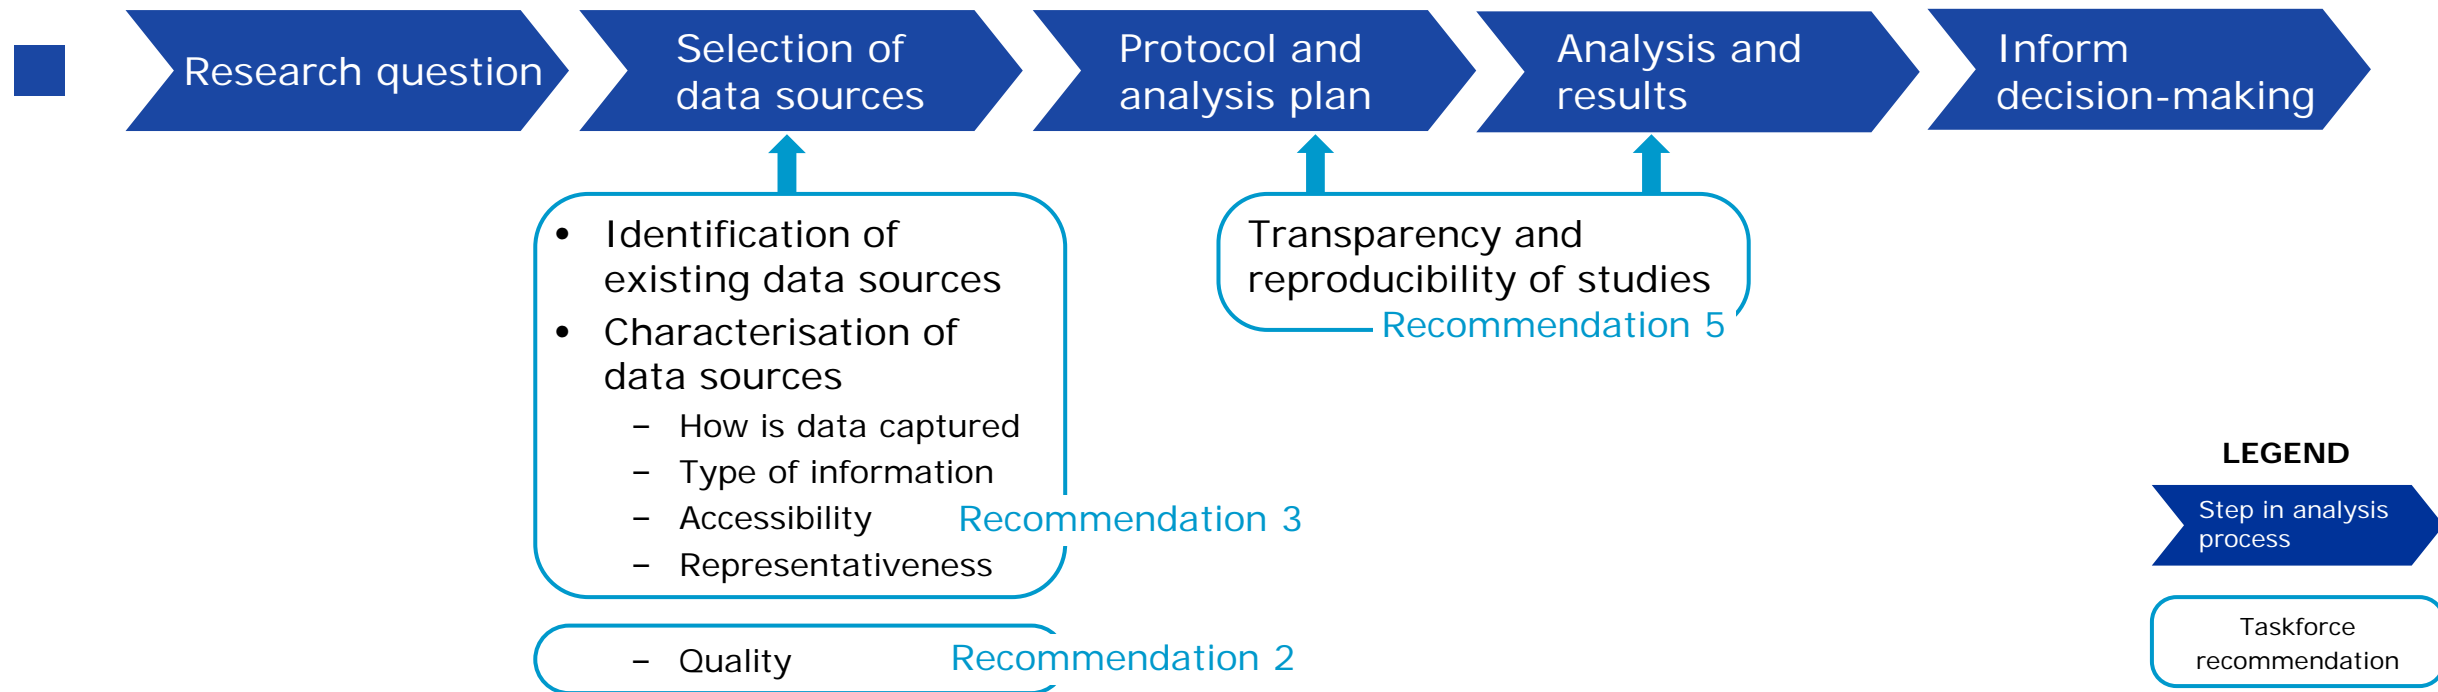 Research question
Selection of
data sources
Protocol and
analysis plan
Analysis and
results
Inform
decision-making
• Identification of
existing data sources
• Characterisation of
data sources
– How is data captured
– Type of information
– Accessibility
– Representativeness
Recommendation 3
– Quality
Recommendation 2
Transparency and
reproducibility of studies
Recommendation 5
LEGEND
Step in analysis
process
Taskforce
recommendation